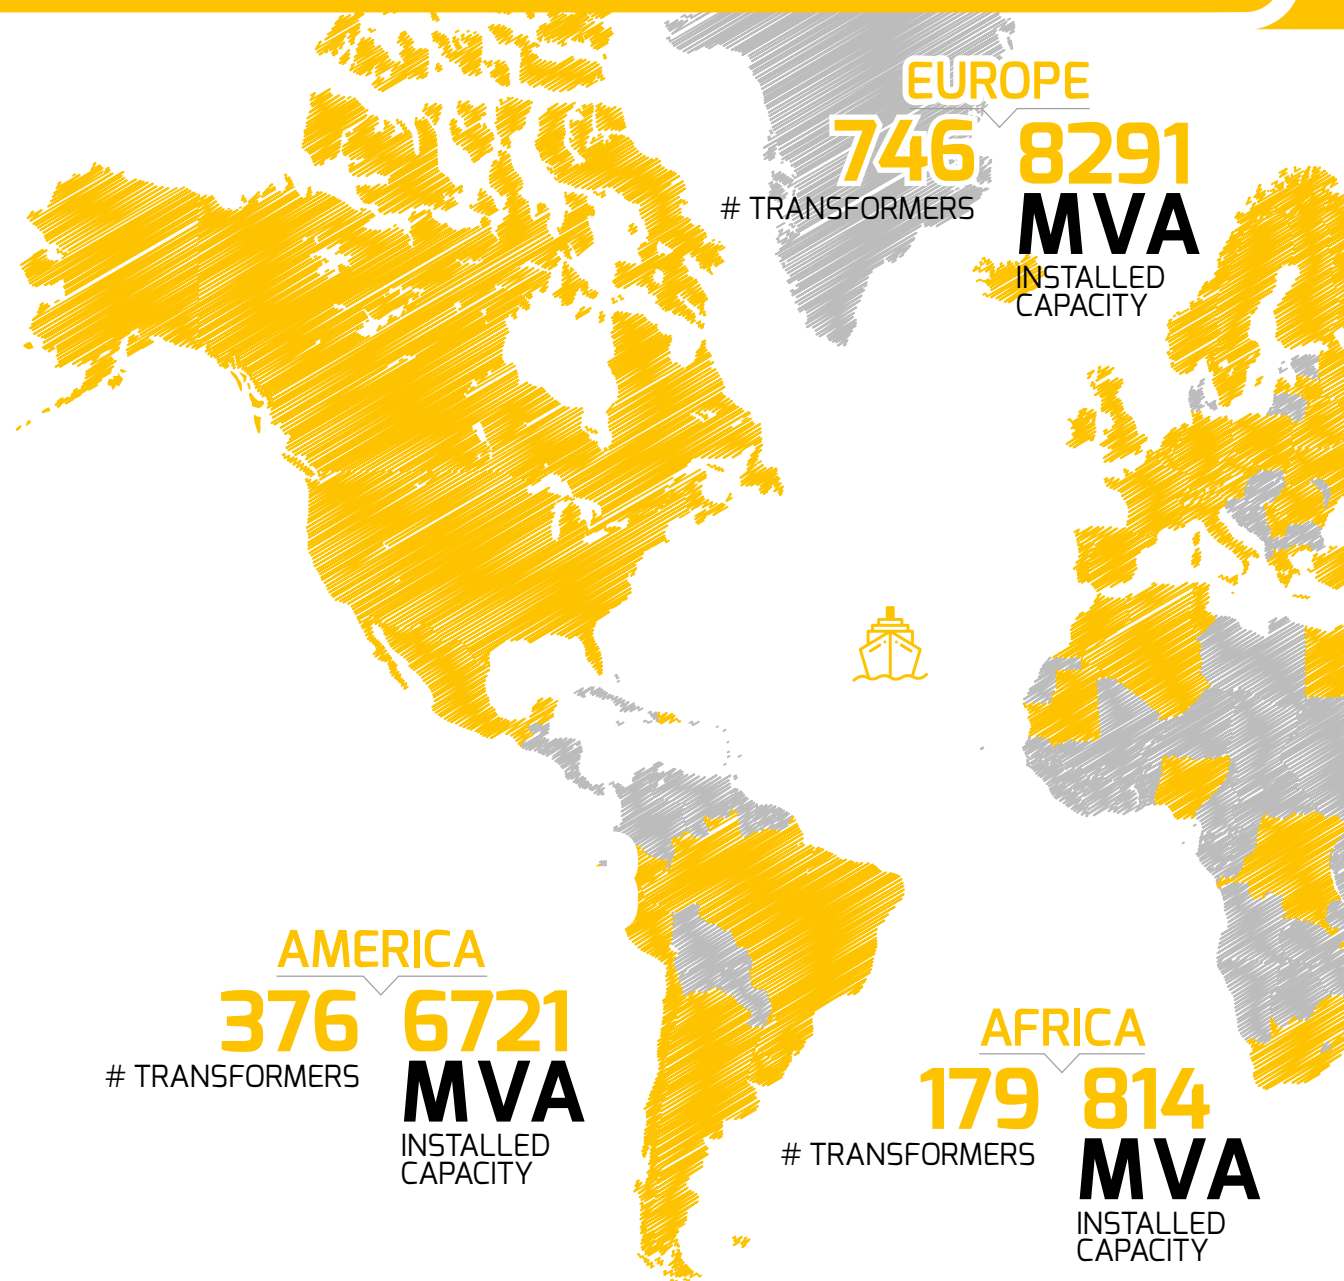 EUROPE
746 8291
# TRANSFORMERS
MVA
INSTALLED
CAPACITY
AMERICA
376 6721
# TRANSFORMERS
MVA
INSTALLED
CAPACITY
AFRICA
179 814
# TRANSFORMERS
MVA
INSTALLED
CAPACITY